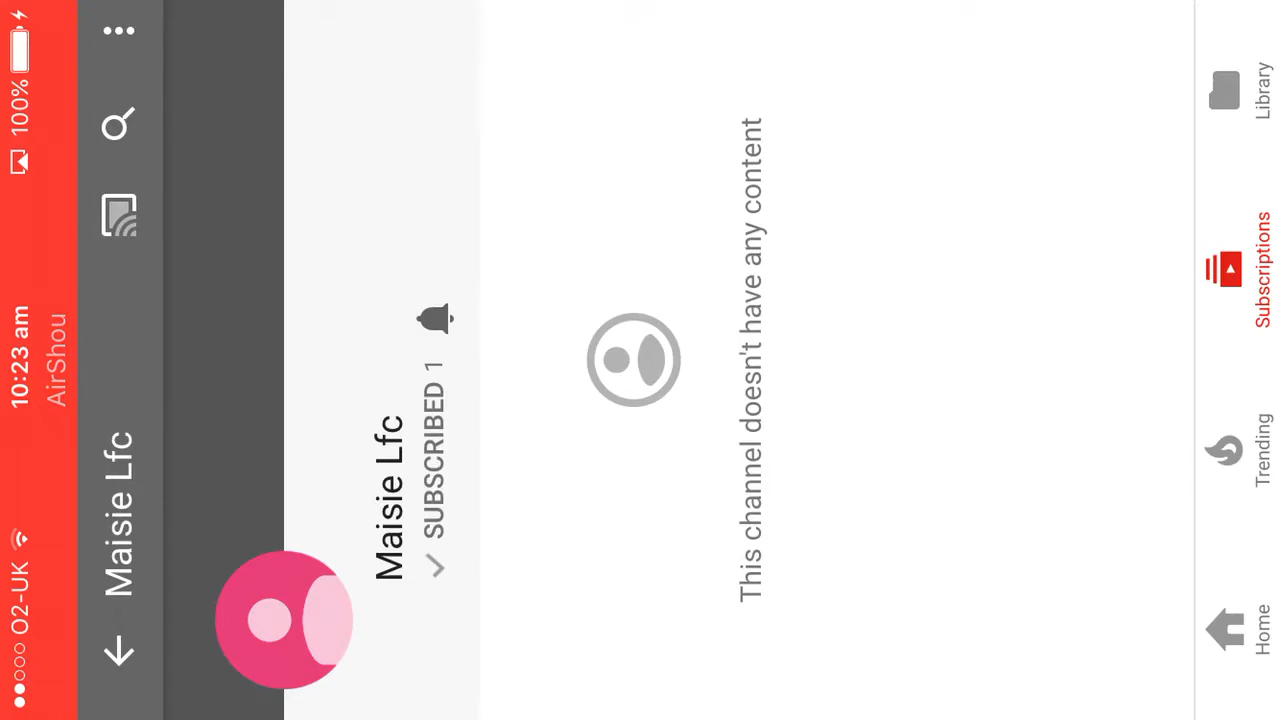 O2-UK 10:23 am 100%
AirShou
Maisie Lfc
Maisie Lfc
SUBSCRIBED 1
This channel doesn't have any content
Home Trending Subscriptions Library